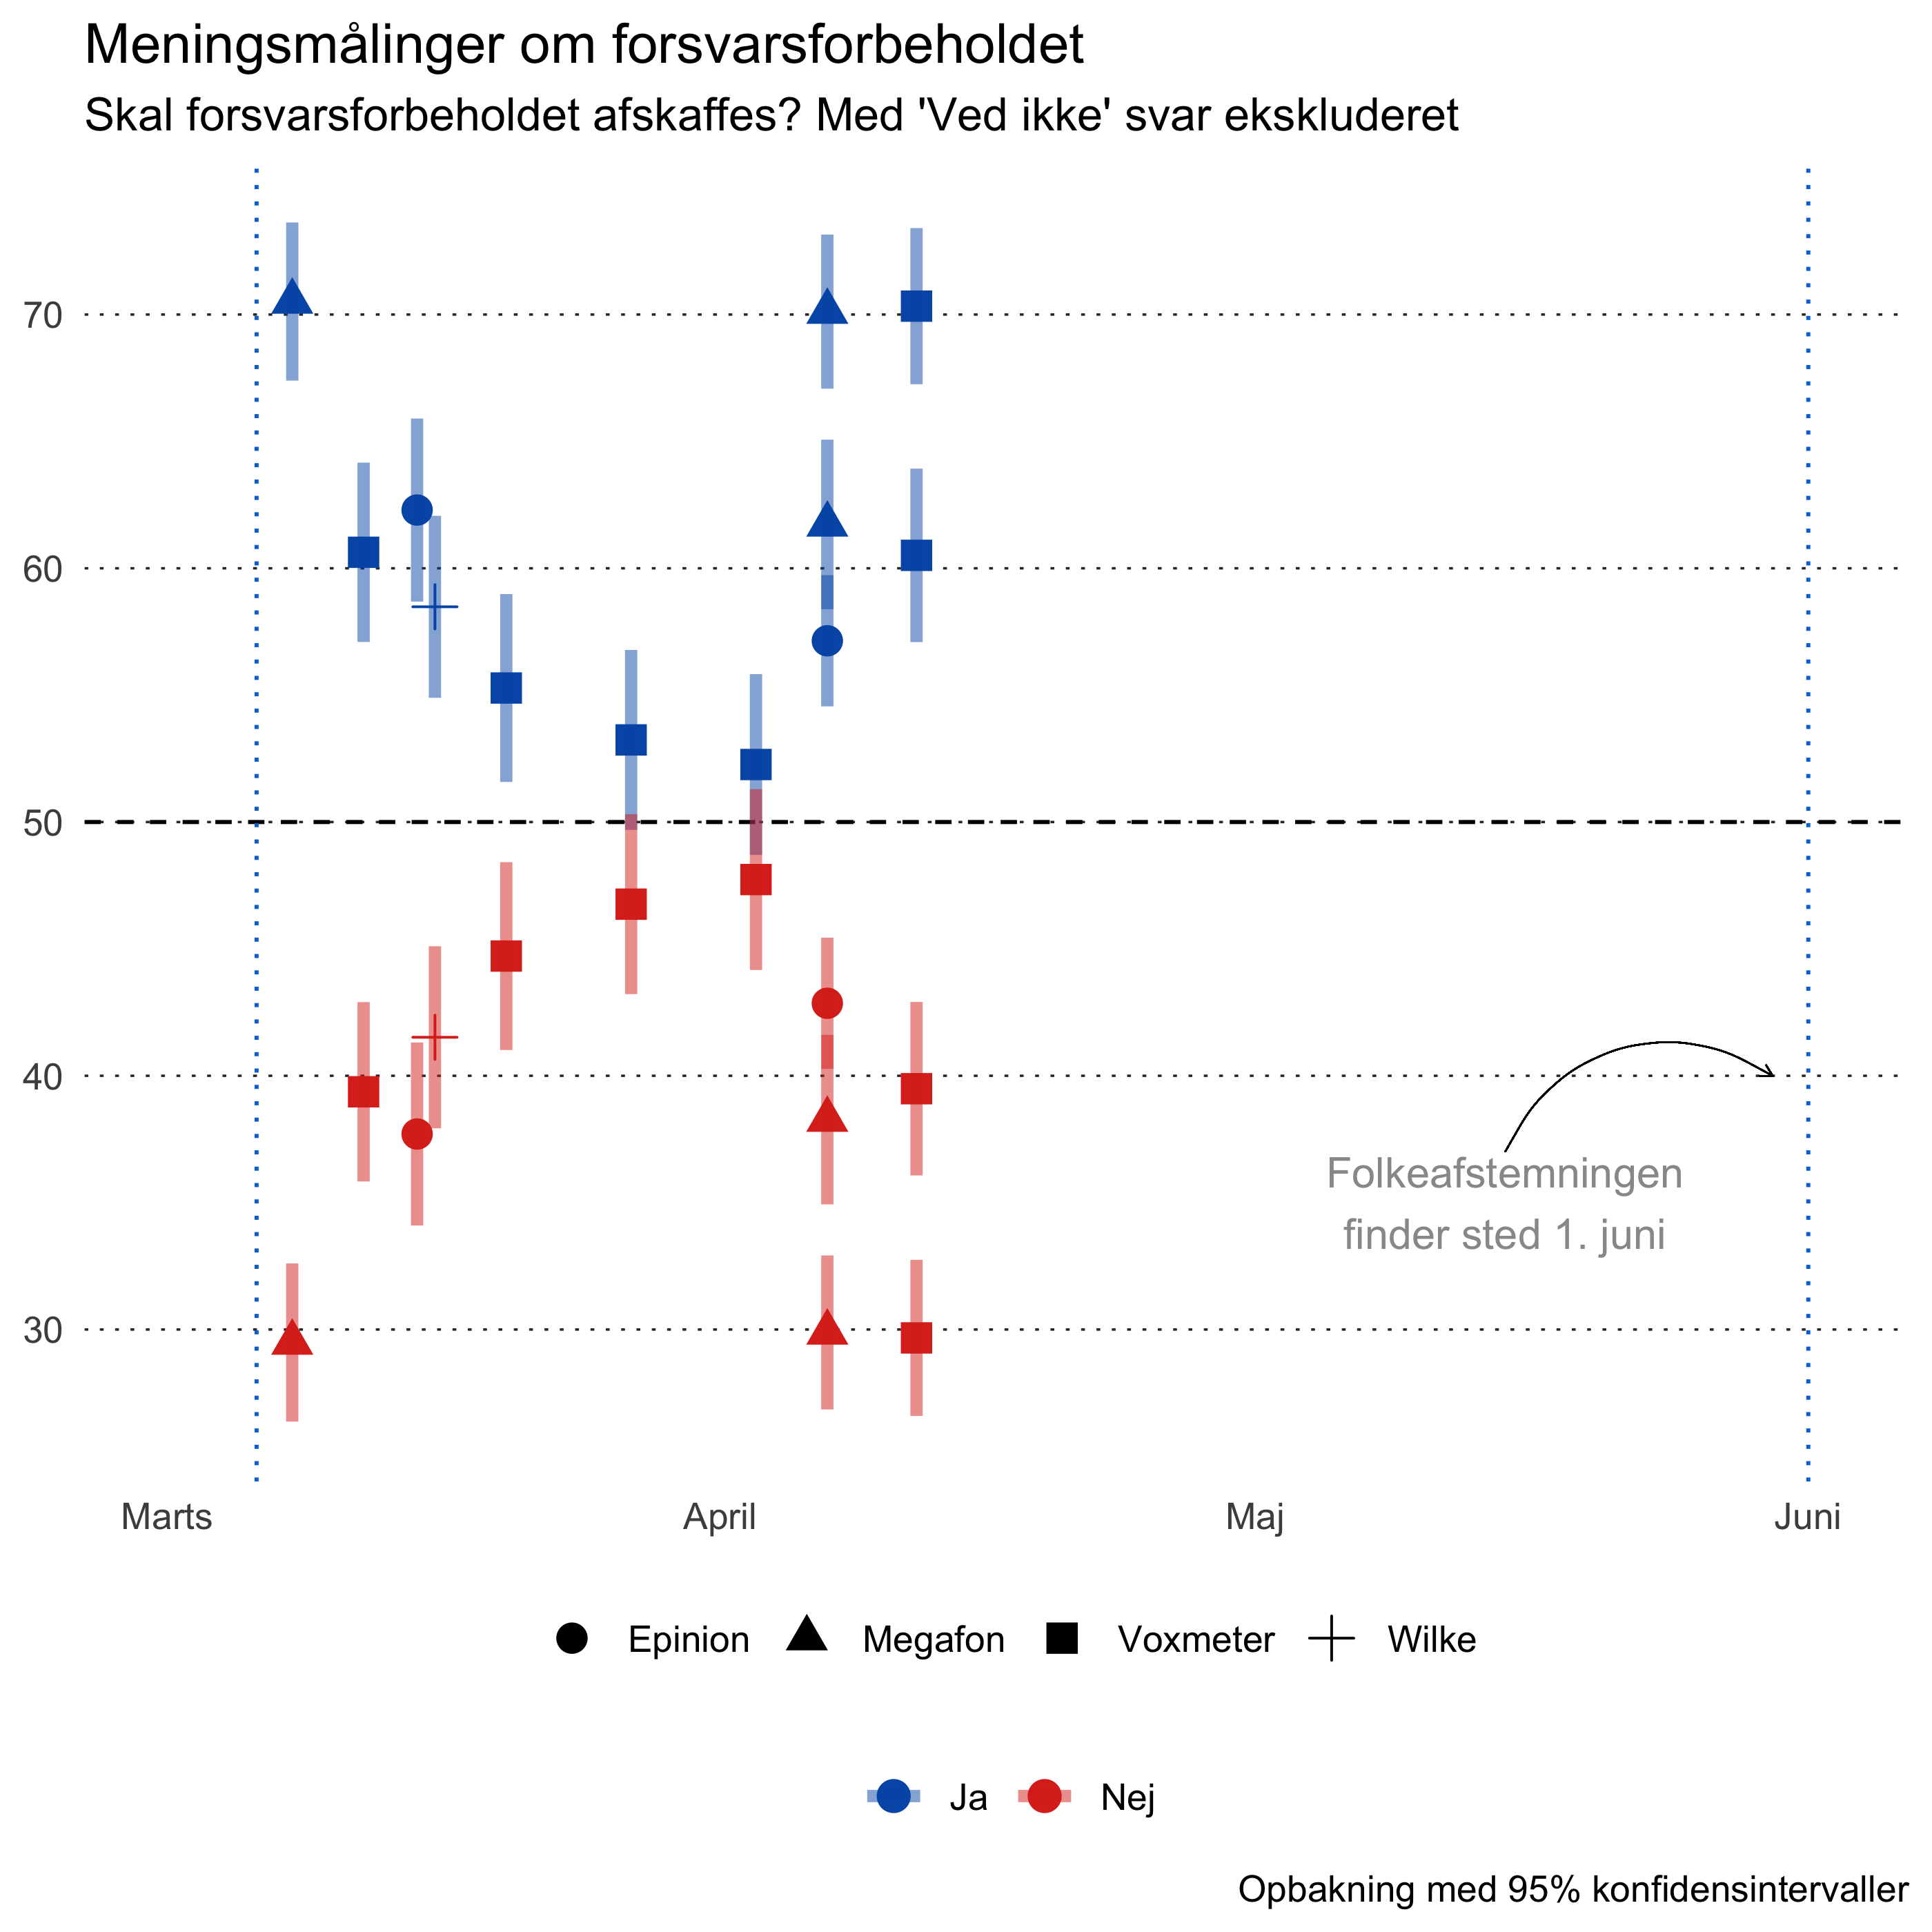 Meningsmålinger om forsvarsforbeholdet
Skal forsvarsforbeholdet afskaffes? Med 'Ved ikke' svar ekskluderet
70
60
50
40
30
Folkeafstemningen
finder sted 1. juni
Marts April Maj Juni
Epinion Megafon Voxmeter Wilke
Ja Nej
Opbakning med 95% konfidensintervaller